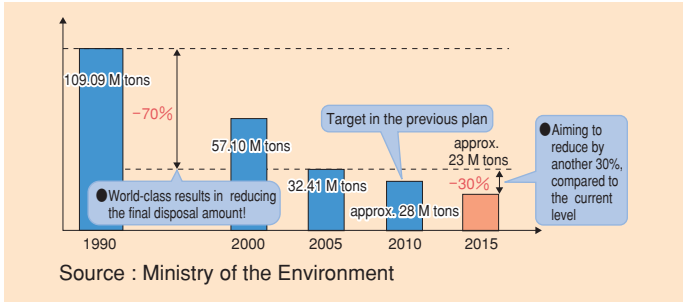 109.09 M tons
−70%
57.10 M tons
32.41 M tons
Target in the previous plan
approx. 28 M tons
approx.
23 M tons
−30%
●Aiming to
reduce by
another 30%,
compared to
the current
level
●World-class results in reducing
the final disposal amount!
1990
2000
2005
2010
2015
Source : Ministry of the Environment